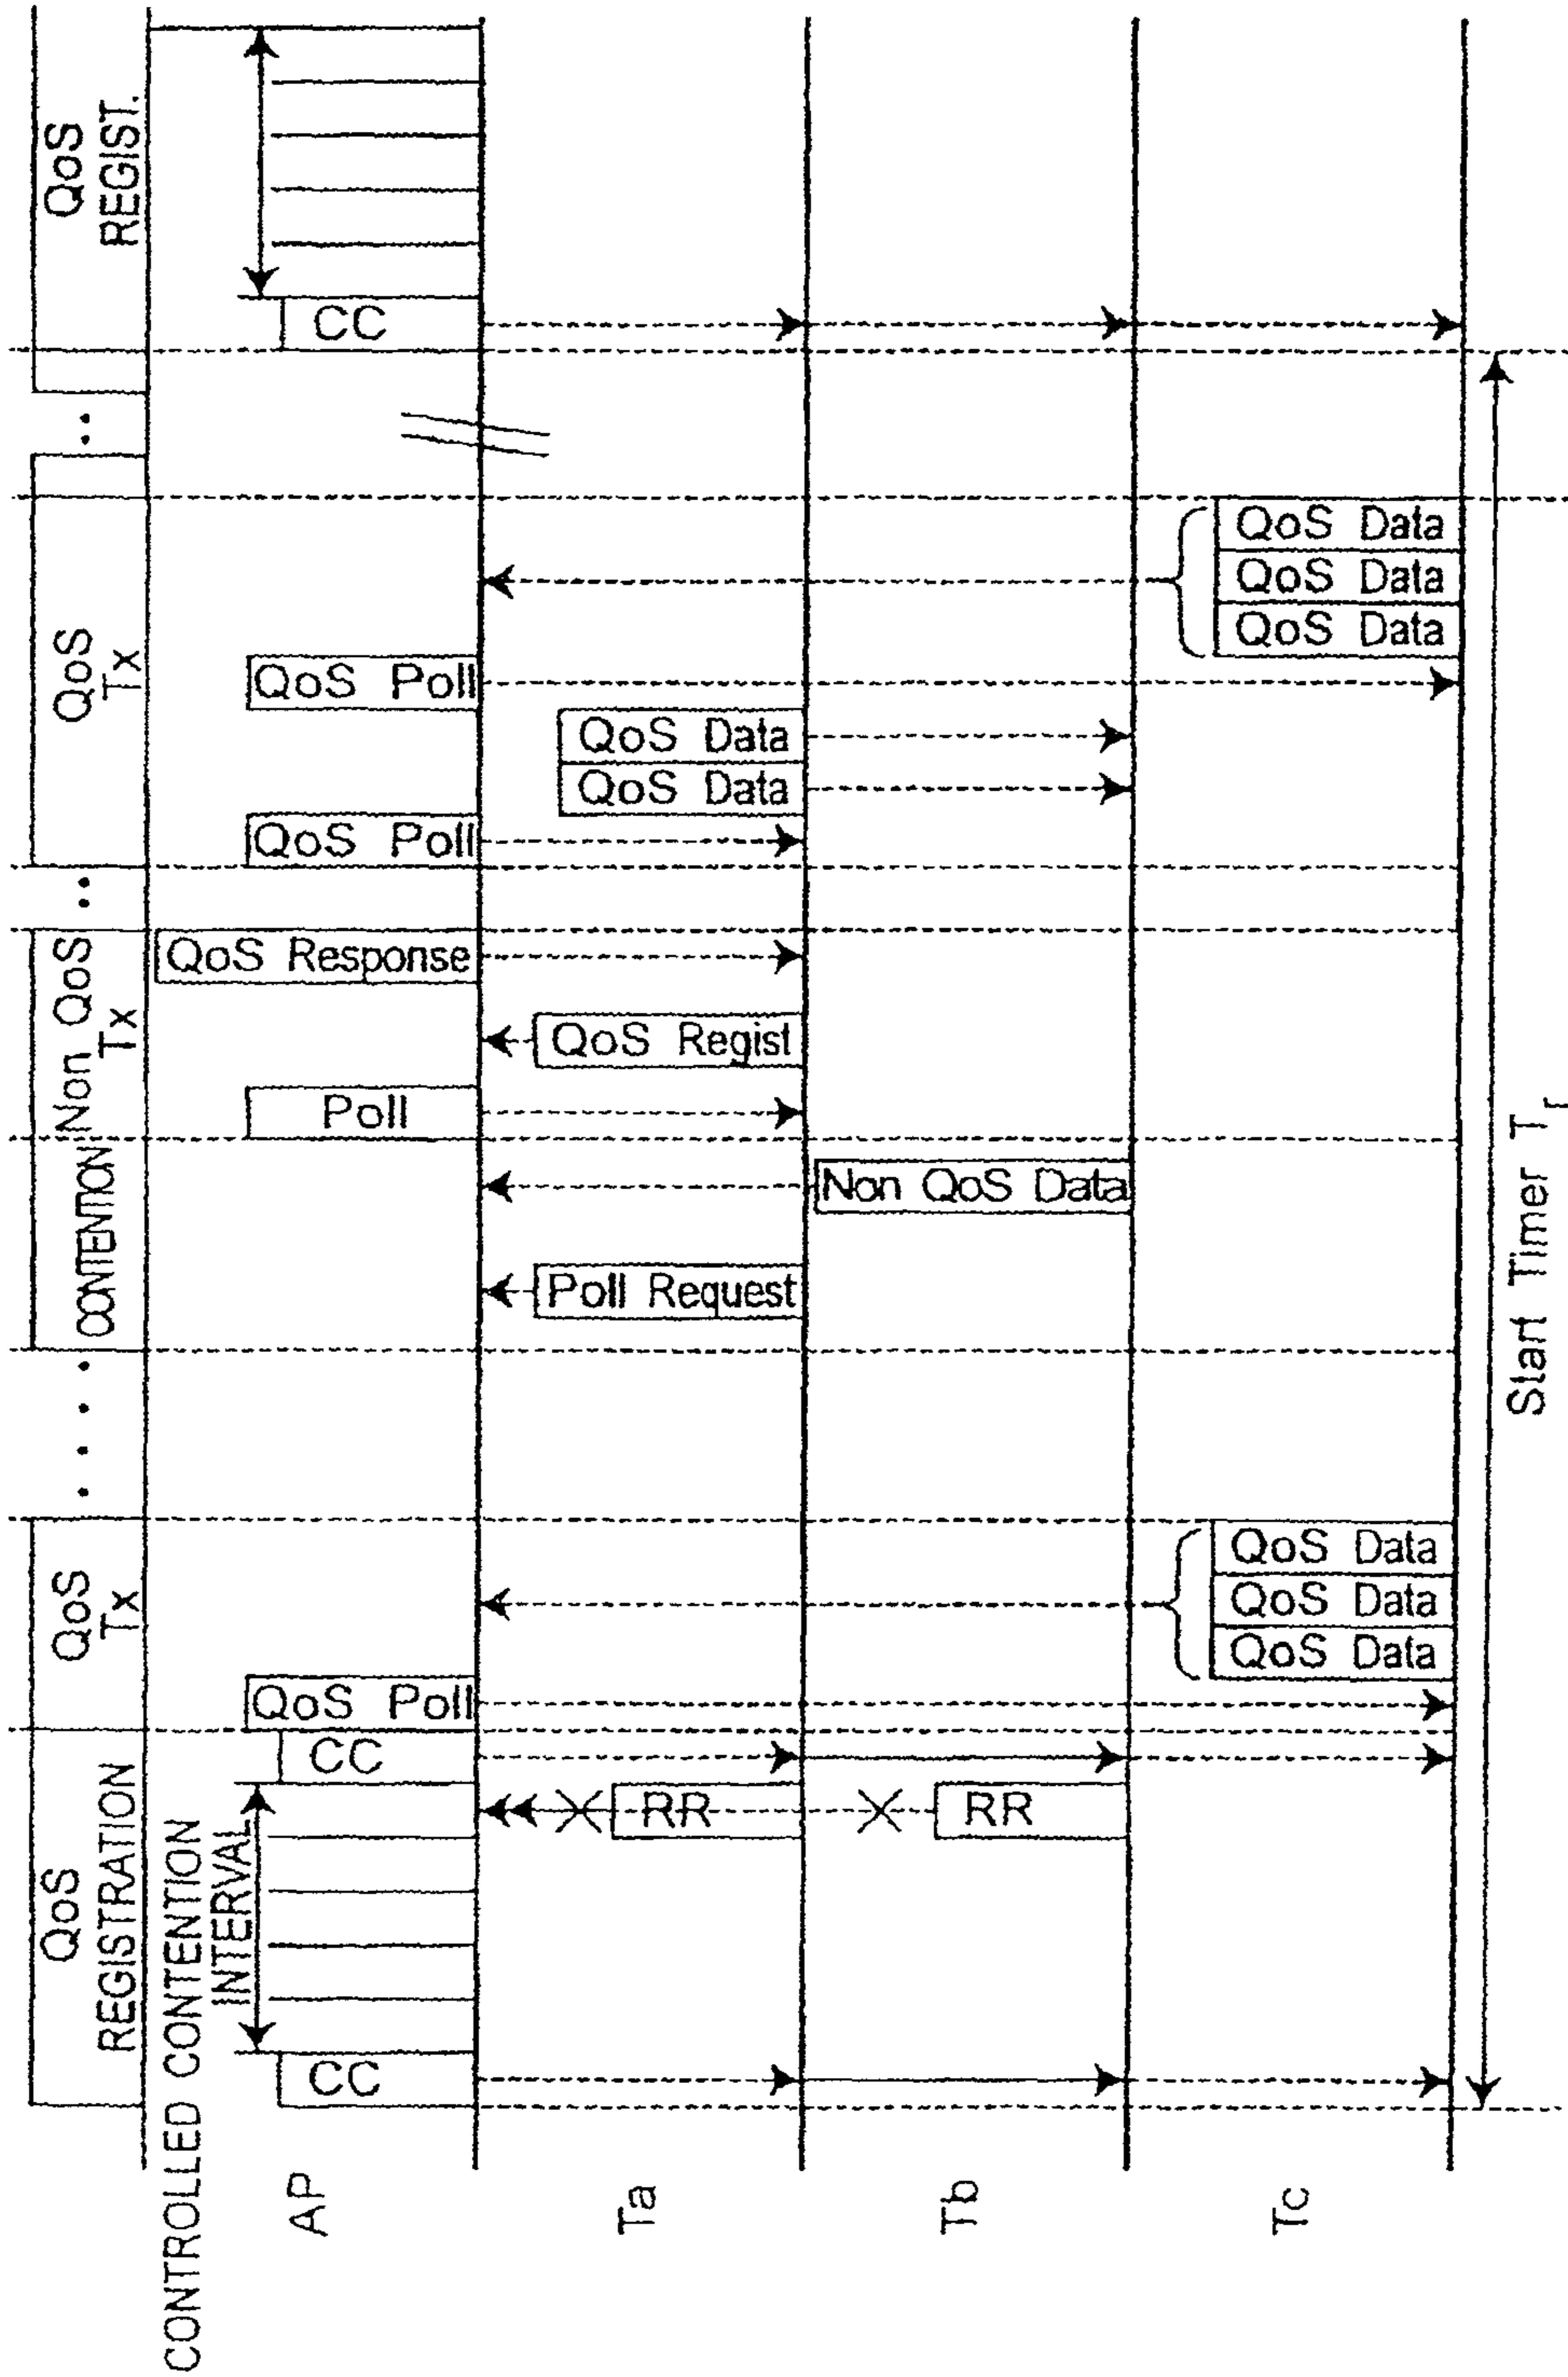 QoS
REGISTRATION
QoS
Tx
CONTENTION
Non QoS
Tx
QoS
Tx
QoS
REGIST.
CONTROLLED CONTENTION
INTERVAL
AP
CC
CC
QoS Poll
Poll
QoS Response
QoS Poll
QoS Poll
CC
Ta
RR
Poll Request
QoS Regist
QoS Data
QoS Data
Tb
RR
Non QoS Data
Tc
QoS Data
QoS Data
QoS Data
QoS Data
QoS Data
QoS Data
Start Timer Tr